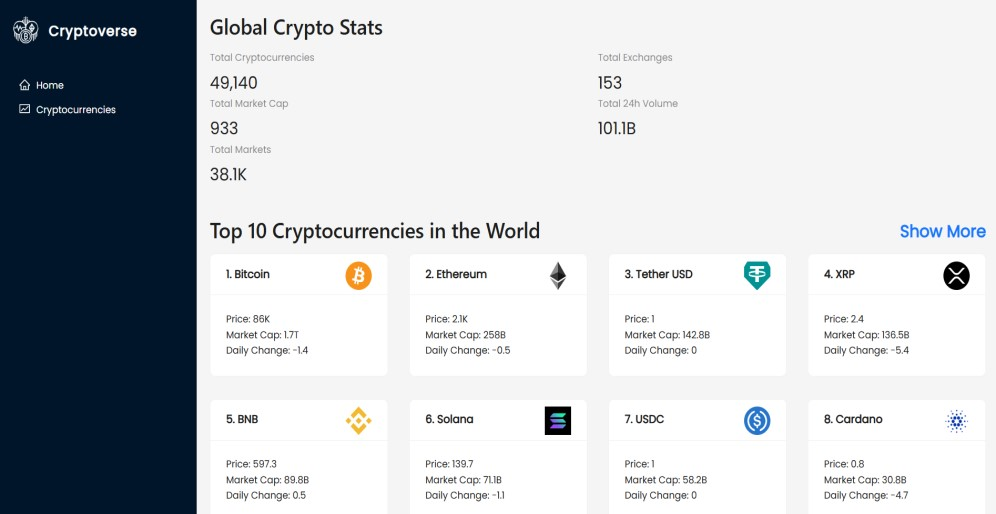 Cryptoverse
Home
Cryptocurrencies
Global Crypto Stats
Total Cryptocurrencies
49,140
Total Exchanges
153
Total Market Cap
933
Total 24h Volume
101.1B
Total Markets
38.1K
Top 10 Cryptocurrencies in the World
Show More
1. Bitcoin
Price: 86K
Market Cap: 1.7T
Daily Change: -1.4
2. Ethereum
Price: 2.1K
Market Cap: 258B
Daily Change: -0.5
3. Tether USD
Price: 1
Market Cap: 142.8B
Daily Change: 0
4. XRP
Price: 2.4
Market Cap: 136.5B
Daily Change: -5.4
5. BNB
Price: 597.3
Market Cap: 89.8B
Daily Change: 0.5
6. Solana
Price: 139.7
Market Cap: 71.1B
Daily Change: -1.1
7. USDC
Price: 1
Market Cap: 58.2B
Daily Change: 0
8. Cardano
Price: 0.8
Market Cap: 30.8B
Daily Change: -4.7